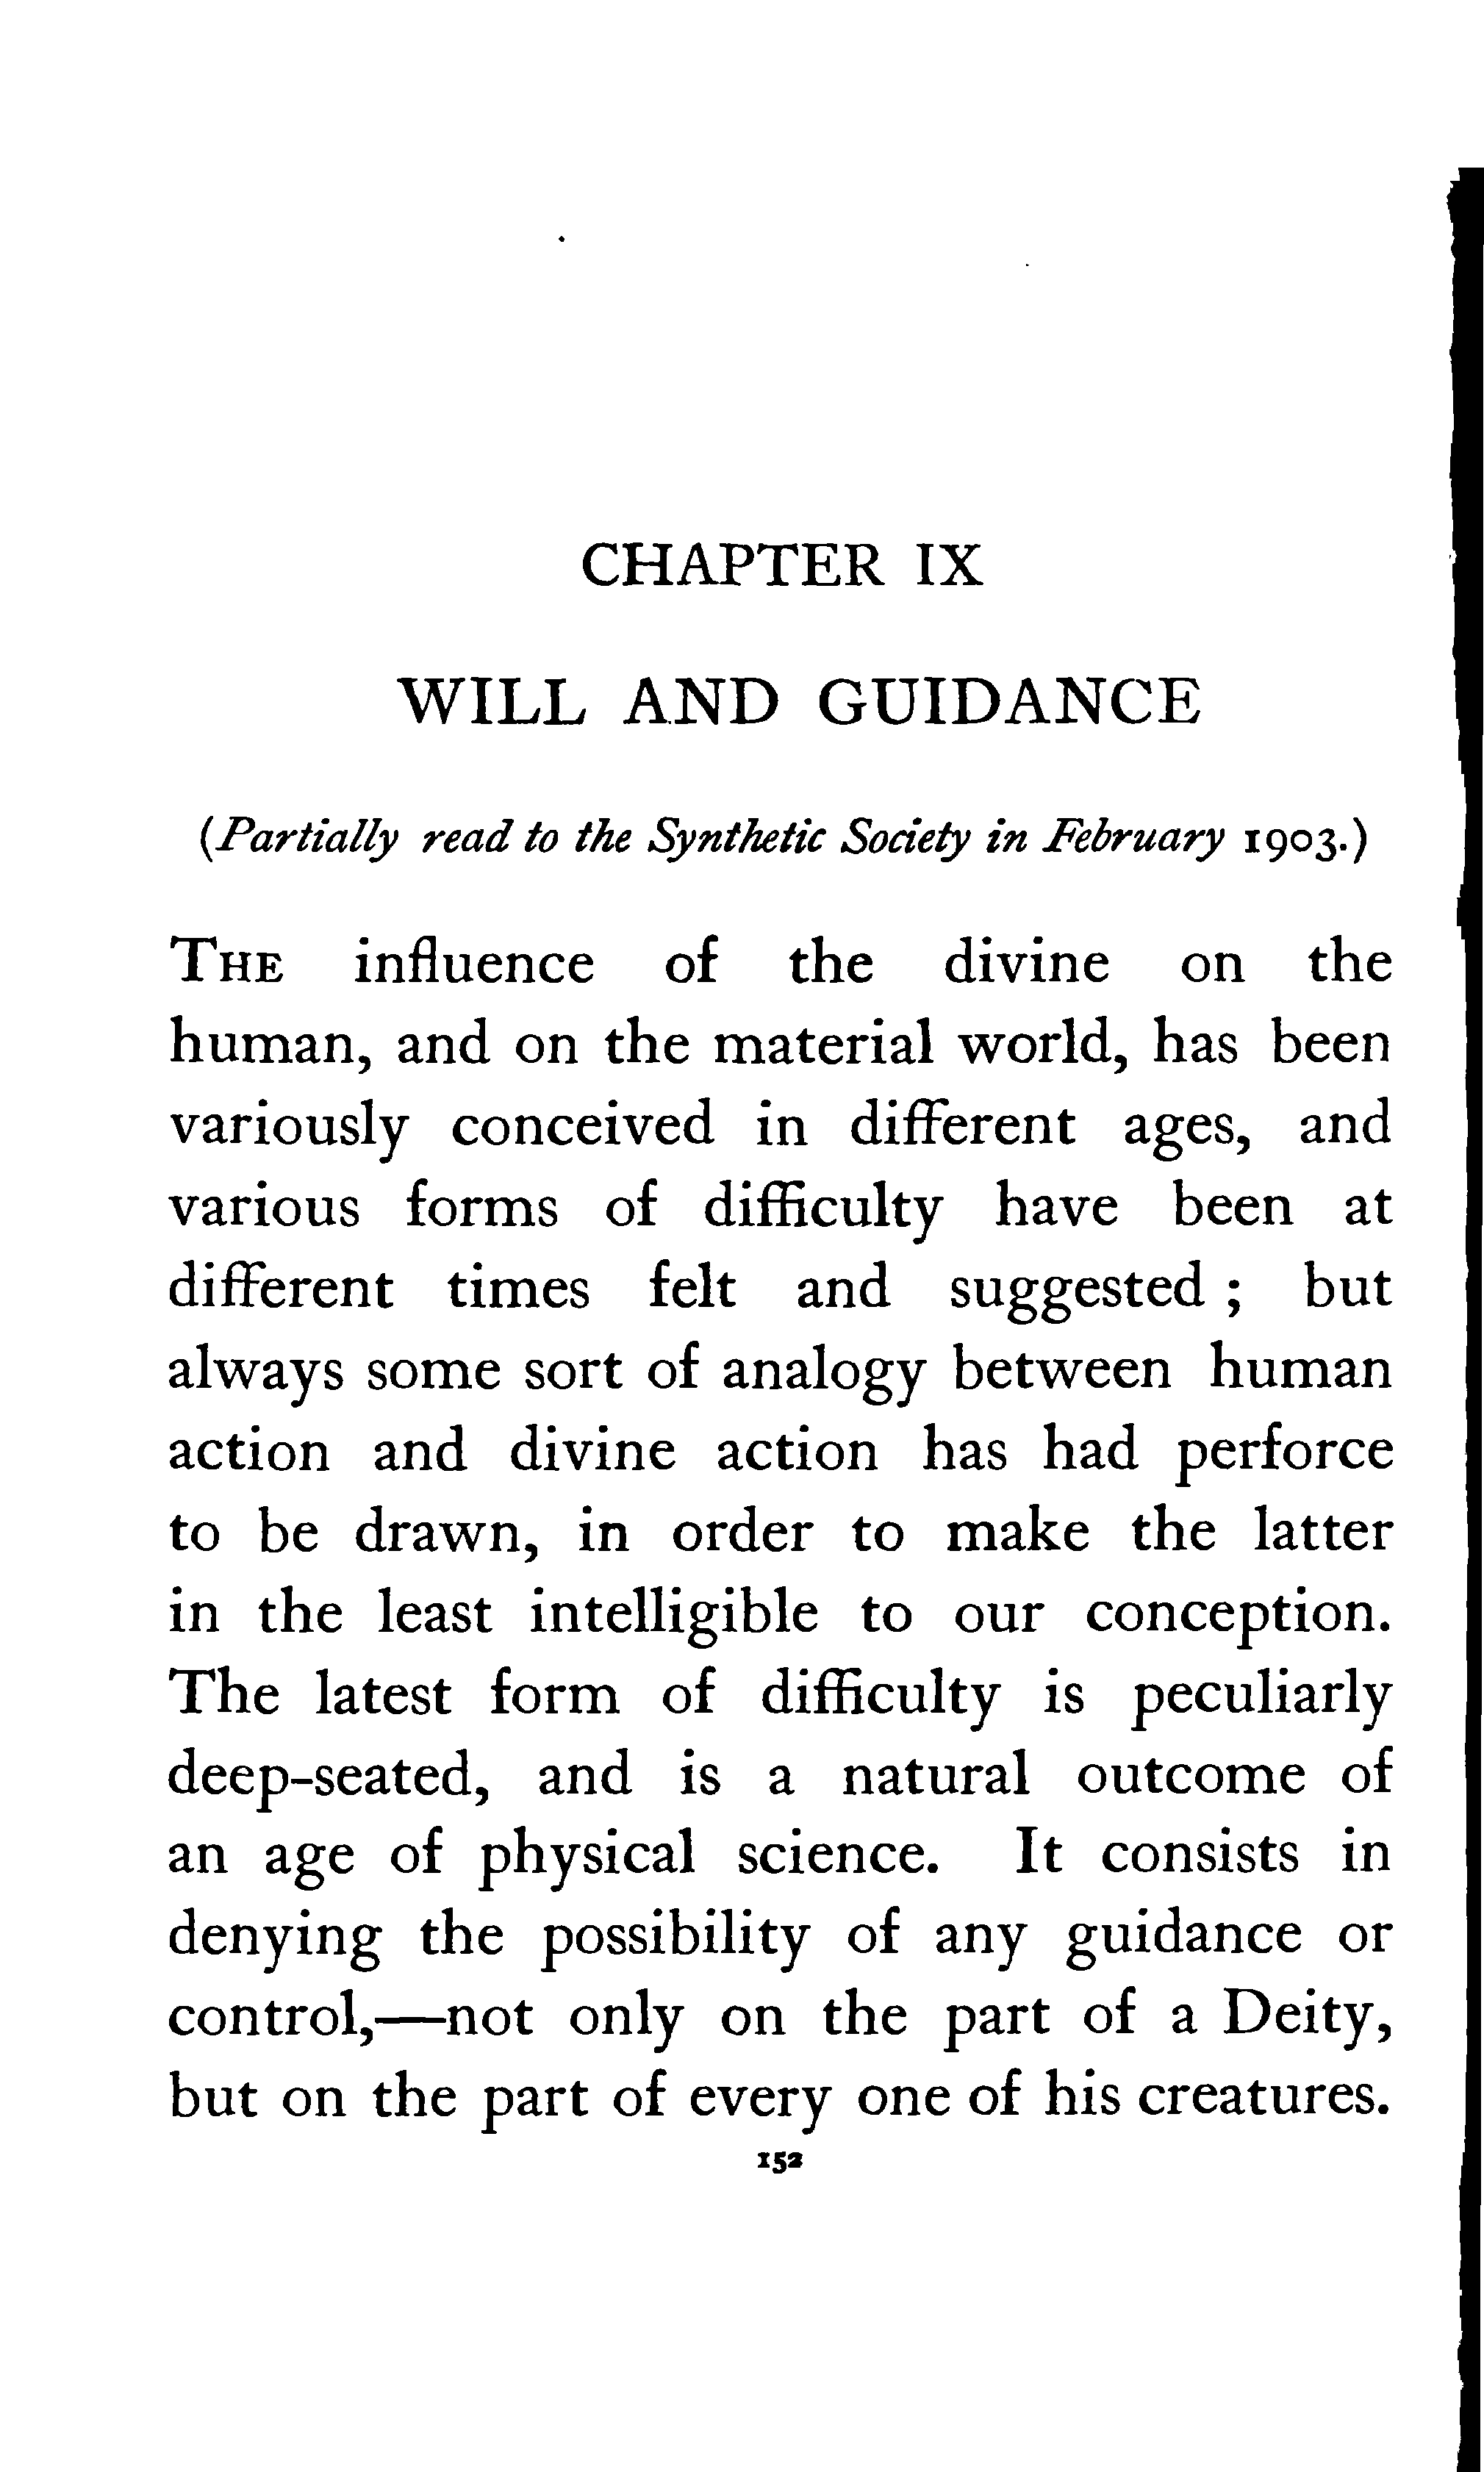 CHAPTER IX
WILL AND GUIDANCE
(Partially read to the Synthetic Society in February 1903.)
THE influence of the divine on the
human, and on the material world, has been
variously conceived in different ages, and
various forms of difficulty have been at
different times felt and suggested ; but
always some sort of analogy between human
action and divine action has had perforce
to be drawn, in order to make the latter
in the least intelligible to our conception.
The latest form of difficulty is peculiarly
deep-seated, and is a natural outcome of
an age of physical science. It consists in
denying the possibility of any guidance or
control,—not only on the part of a Deity,
but on the part of every one of his creatures.
152